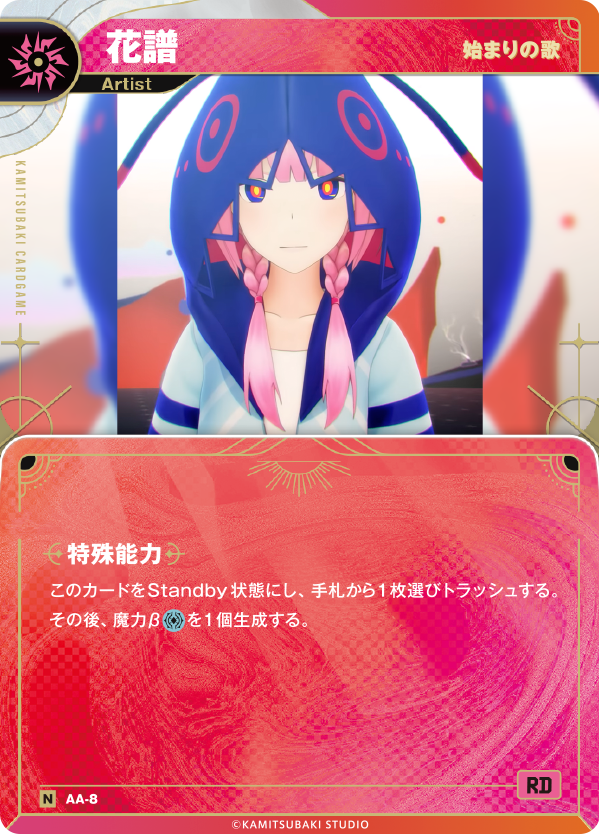 花譜
始まりの歌
Artist
KAMITSUBAKI CARDGAME
特殊能力
このカードをStandby状態にし、手札から1枚選びトラッシュする。
その後、魔力βを1個生成する。
N AA-8
RD
©KAMITSUBAKI STUDIO